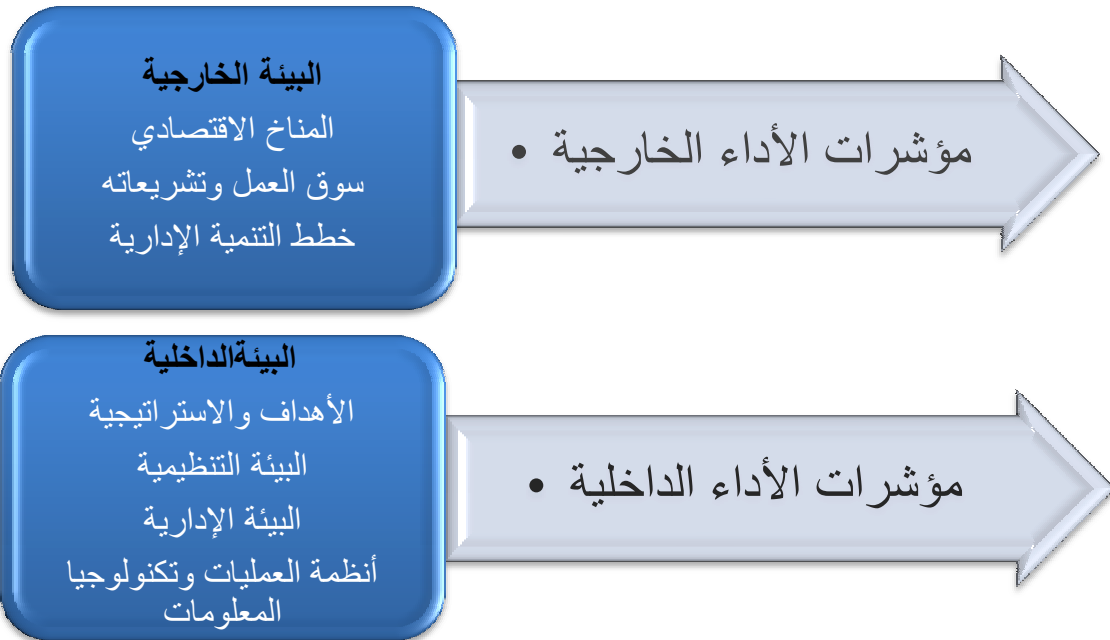 البيئة الخارجية
المناخ الاقتصادي
سوق العمل وتشريعاته
خطط التنمية الإدارية
مؤشرات الأداء الخارجية •
البيئةالداخلية
الأهداف والاستراتيجية
البيئة التنظيمية
البيئة الإدارية
أنظمة العمليات وتكنولوجيا
المعلومات
مؤشرات الأداء الداخلية •